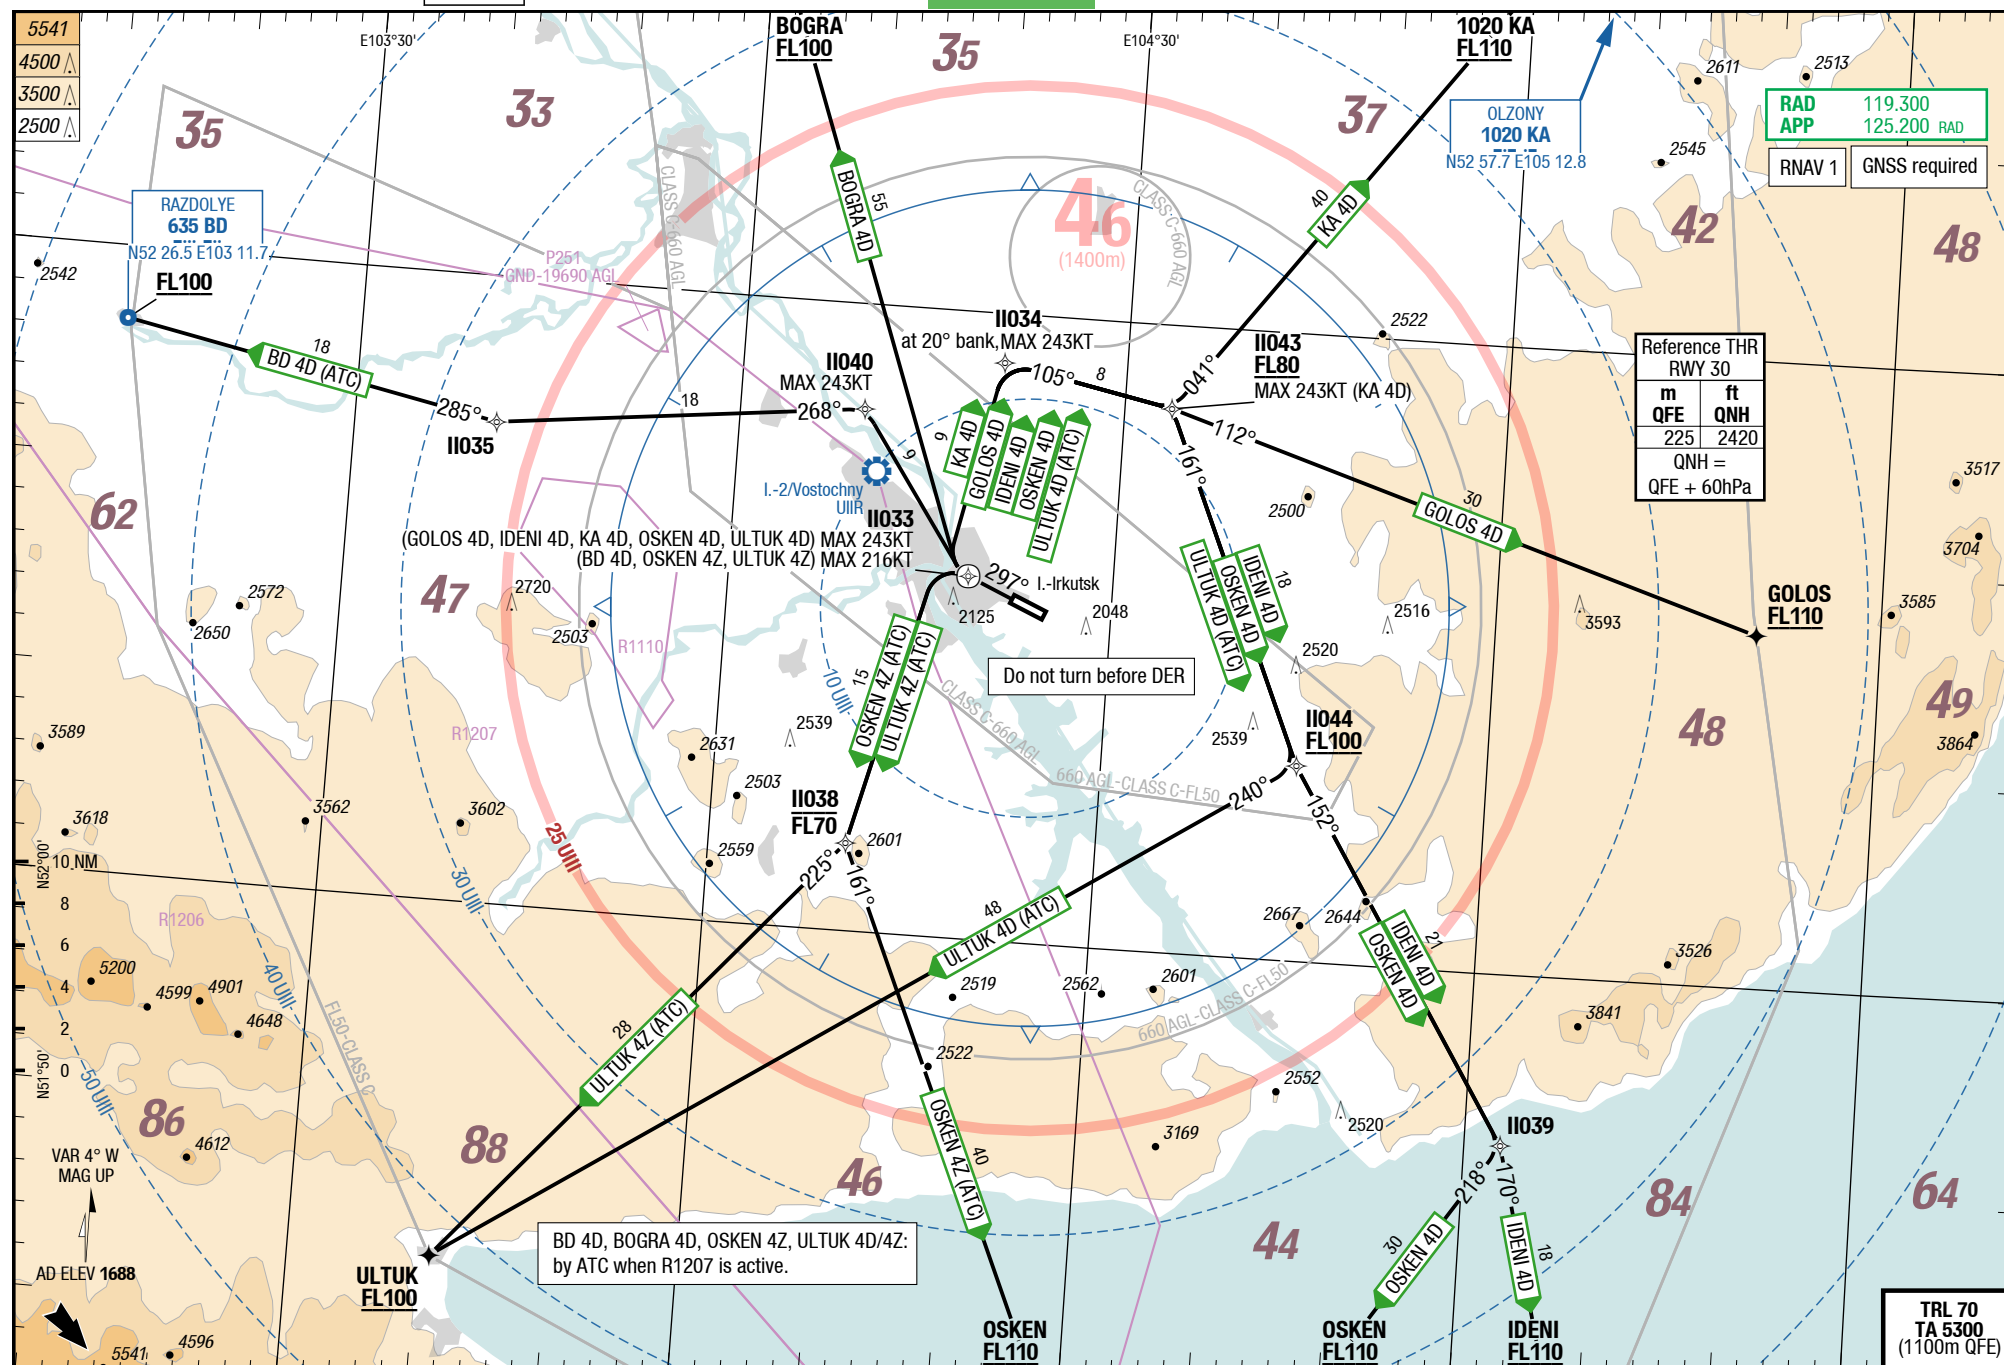 5541
4500
3500
2500
E103°30'
BOGRA
FL100
E104°30'
1020 KA
FL110
35
33
35
37
42
48
46
(1400m)
OLZONY
1020 KA
N52 57.7 E105 12.8
RAD 119.300
APP 125.200 RAD
RNAV 1
GNSS required
2611
2513
2545
RAZDOLYE
635 BD
N52 26.5 E103 11.7
FL100
2542
P251
GND-19690 AGL
CLASS C-660 AGL
CLASS C-660 AGL
BOGRA 4D
55
KA 4D
40
BD 4D (ATC)
18
285°
II035
18
268°
II040
MAX 243KT
9
II034
at 20° bank, MAX 243KT
105°
8
II043
FL80
MAX 243KT (KA 4D)
041°
2522
Reference THR
RWY 30
m ft
QFE QNH
225 2420
QNH =
QFE + 60hPa
112°
161°
9
KA 4D
GOLOS 4D
IDENI 4D
OSKEN 4D
ULTUK 4D (ATC)
GOLOS 4D
30
2500
3517
3704
I.-2/Vostochny
UIIR
II033
(GOLOS 4D, IDENI 4D, KA 4D, OSKEN 4D, ULTUK 4D) MAX 243KT
(BD 4D, OSKEN 4Z, ULTUK 4Z) MAX 216KT
297°
I.-Irkutsk
62
47
2720
2572
2650
2503
R1110
2125
2048
ULTUK 4D (ATC)
OSKEN 4D
IDENI 4D
18
2516
3593
3585
GOLOS
FL110
2520
Do not turn before DER
10 UIII
15
OSKEN 4Z (ATC)
ULTUK 4Z (ATC)
CLASS C-660 AGL
2539
2539
II044
FL100
48
49
3864
3589
R1207
2631
2503
660 AGL-CLASS C-FL50
240°
152°
II038
FL70
3562
3602
3618
2601
2559
225°
161°
25 UIII
30 UIII
N52°00'
10 NM
8
6
4
2
0
N51°50'
R1206
5200
4599
4901
4648
40 UIII
50 UIII
FL50-CLASS C
48
ULTUK 4D (ATC)
2667
2644
21
IDENI 4D
OSKEN 4D
3526
2519
2562
2601
660 AGL-CLASS C-FL50
3841
28
ULTUK 4Z (ATC)
2522
2552
2520
OSKEN 4Z (ATC)
40
3169
II039
218°
170°
86
4612
88
46
44
84
64
VAR 4° W
MAG UP
AD ELEV 1688
BD 4D, BOGRA 4D, OSKEN 4Z, ULTUK 4D/4Z:
by ATC when R1207 is active.
30
OSKEN 4D
IDENI 4D
18
ULTUK
FL100
OSKEN
FL110
OSKEN
FL110
IDENI
FL110
TRL 70
TA 5300
(1100m QFE)
5541
4596